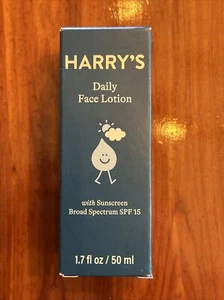 HARRY'S
Daily
Face Lotion
with Sunscreen
Broad Spectrum SPF 15
1.7 fl oz / 50 ml